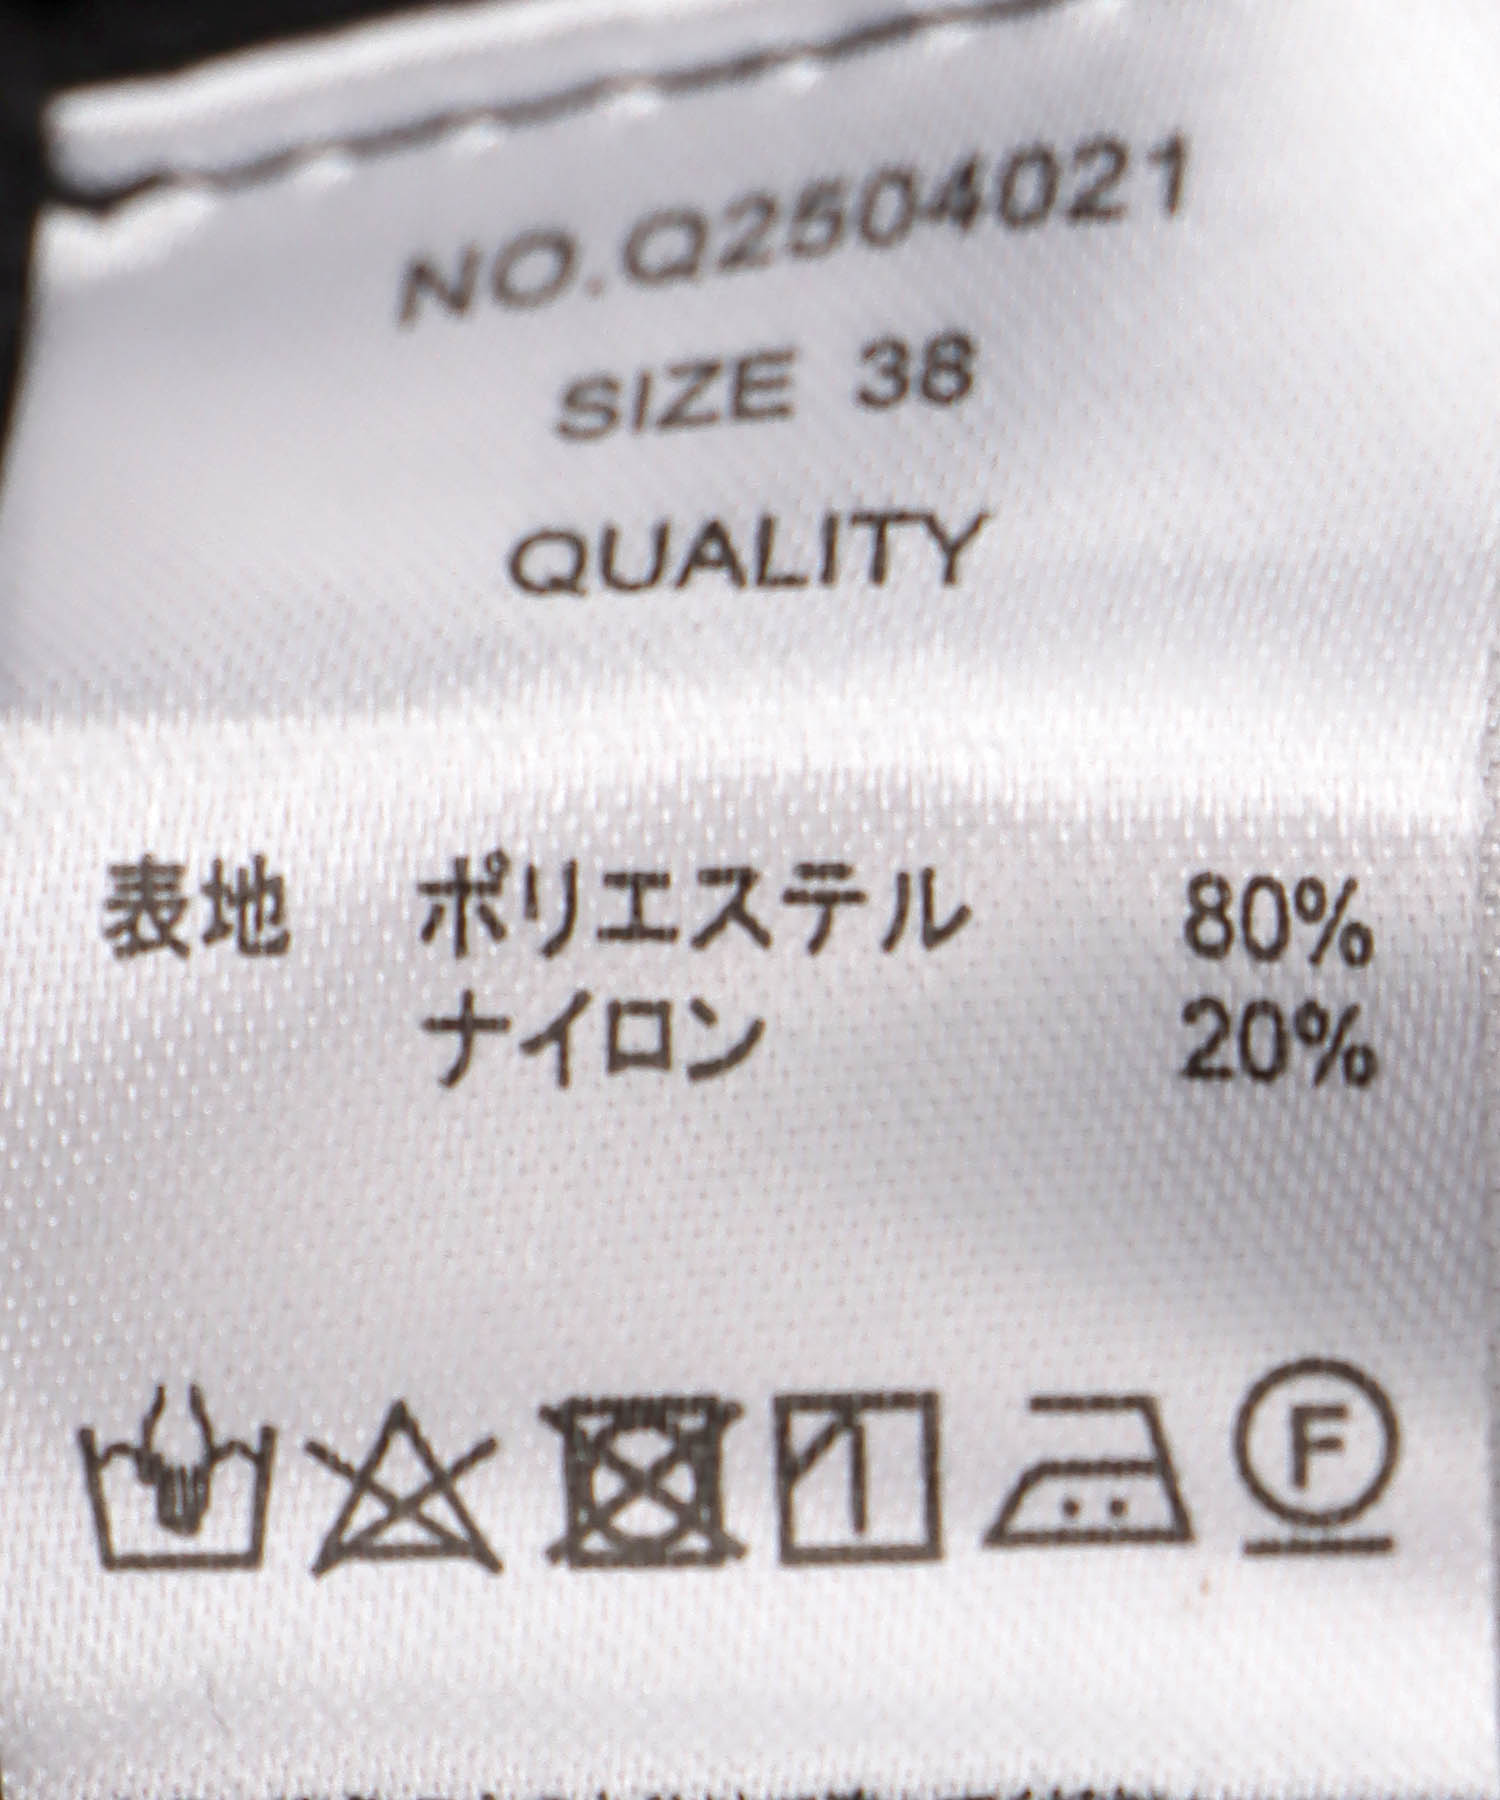 NO.Q2504021
SIZE 38
QUALITY
表地 ポリエステル 80%
ナイロン 20%
F